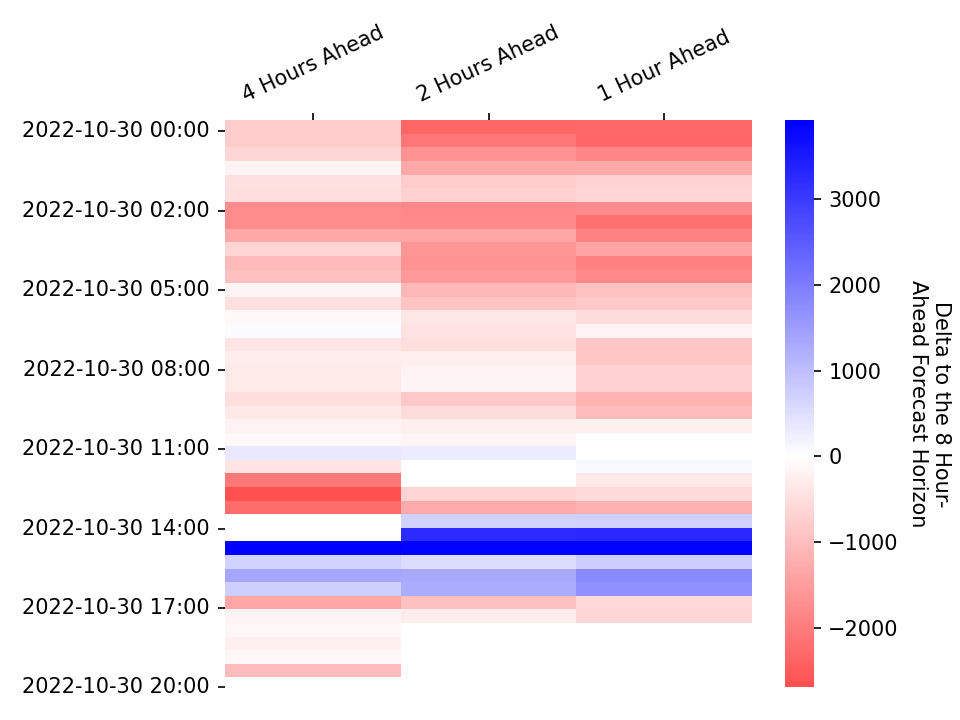 4 Hours Ahead
2 Hours Ahead
1 Hour Ahead
2022-10-30 00:00
2022-10-30 02:00
2022-10-30 05:00
2022-10-30 08:00
2022-10-30 11:00
2022-10-30 14:00
2022-10-30 17:00
2022-10-30 20:00
3000
2000
1000
0
−1000
−2000
Delta to the 8 Hour-
Ahead Forecast Horizon